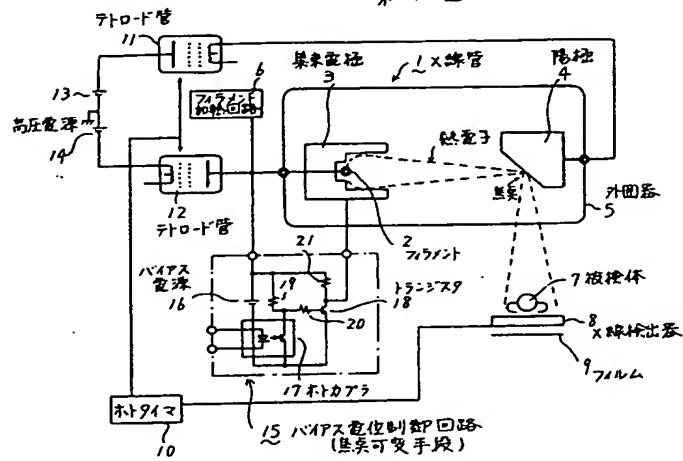 テトロード管
11
6
フィラメント
加熱回路
集束電極
3
1 X線管
陽極
4
13
高圧電源
14
熱電子
焦点
外囲器
5
12
テトロード管
2
フィラメント
21
バイアス
電源
16
19
トランジスタ
18
20
7 被検体
8
X線検出器
9 フィルム
17 ホトカプラ
ホトタイマ
10
15 バイアス電位制御回路
(焦点可変手段)